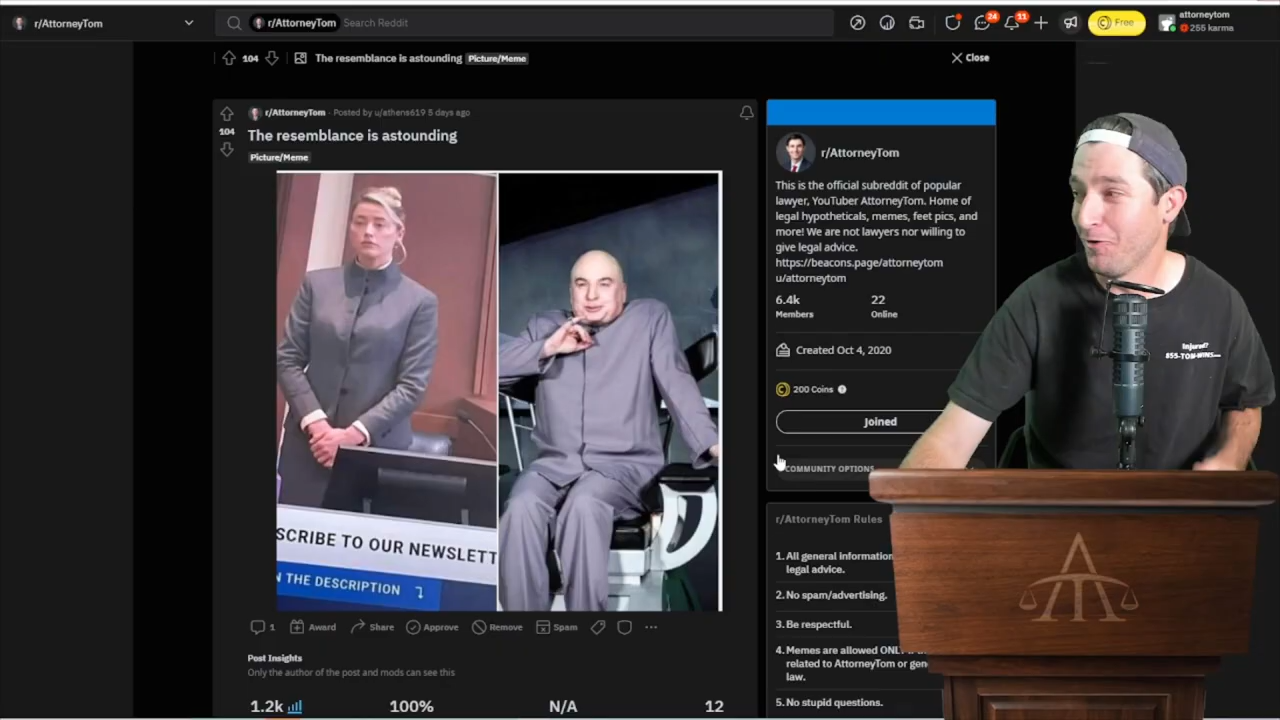 r/AttorneyTom
r/AttorneyTom Search Reddit
24
11
Free
attorneytom
255 karma
104
The resemblance is astounding Picture/Meme
Close
r/AttorneyTom · Posted by u/athens619 5 days ago
104
The resemblance is astounding
Picture/Meme
SCRIBE TO OUR NEWSLETT
N THE DESCRIPTION
1 Award Share Approve Remove Spam
Post Insights
Only the author of the post and mods can see this
1.2k 100% N/A 12
r/AttorneyTom
This is the official subreddit of popular
lawyer, YouTuber AttorneyTom. Home of
legal hypotheticals, memes, feet pics, and
more! We are not lawyers nor willing to
give legal advice.
https://beacons.page/attorneytom
u/attorneytom
6.4k 22
Members Online
Created Oct 4, 2020
200 Coins
Joined
COMMUNITY OPTIONS
r/AttorneyTom Rules
1. All general information
legal advice.
2. No spam/advertising.
3. Be respectful.
4. Memes are allowed ONLY
related to AttorneyTom or gen
law.
5. No stupid questions.
Injured?
855-TOM-WINS